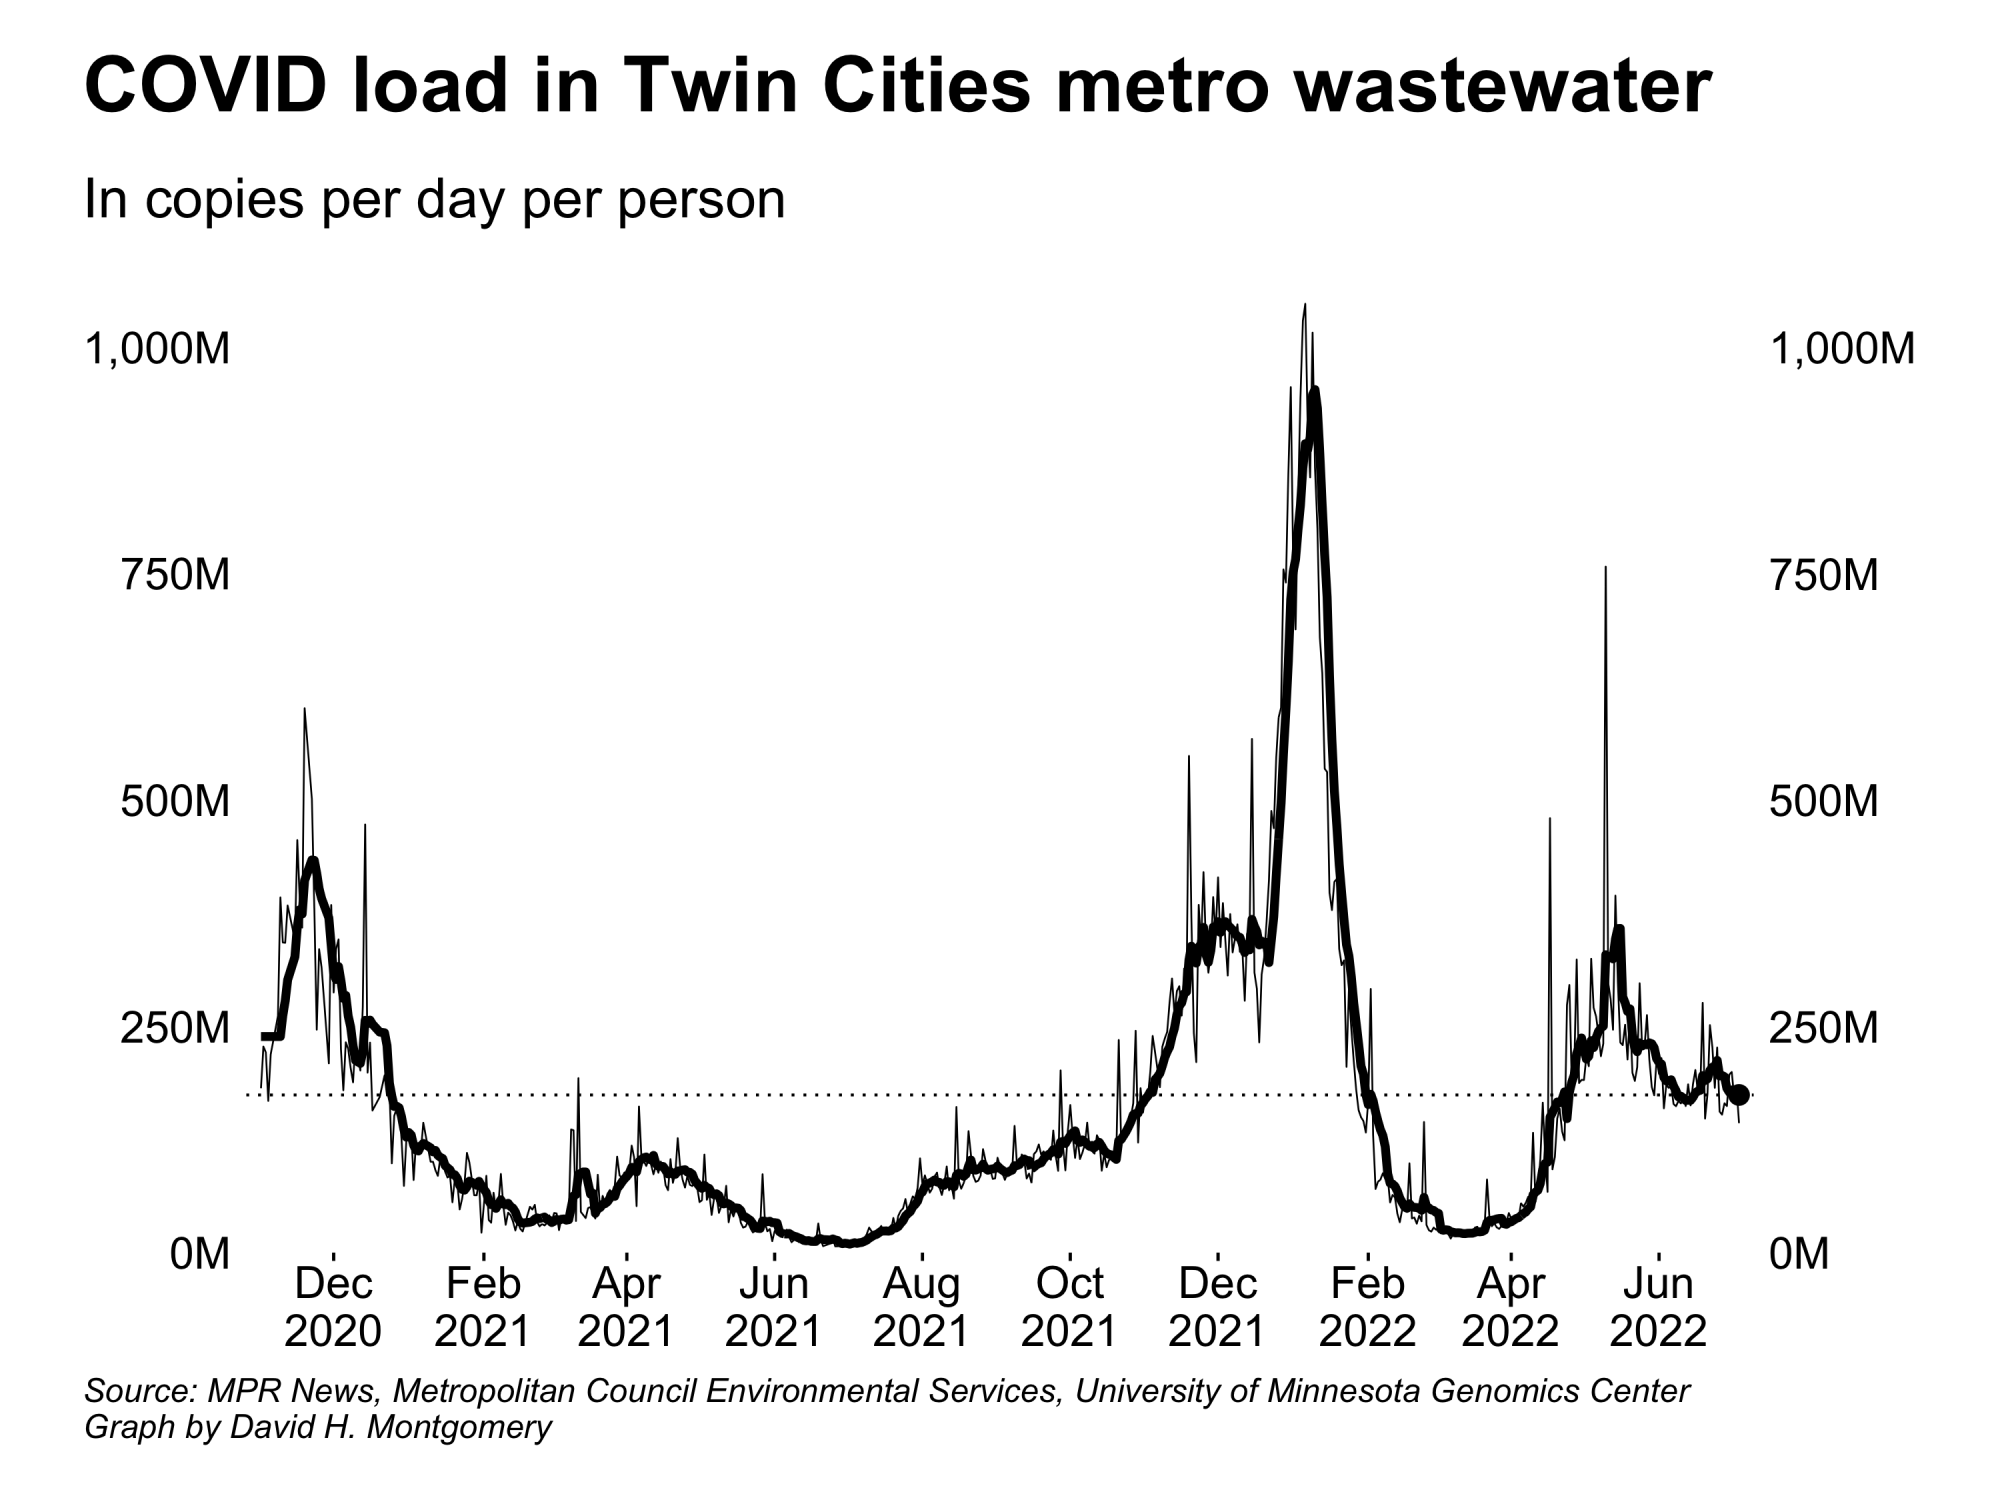 COVID load in Twin Cities metro wastewater
In copies per day per person
1,000M 1,000M
750M 750M
500M 500M
250M 250M
0M 0M
Dec Feb Apr Jun Aug Oct Dec Feb Apr Jun
2020 2021 2021 2021 2021 2021 2021 2022 2022 2022
Source: MPR News, Metropolitan Council Environmental Services, University of Minnesota Genomics Center
Graph by David H. Montgomery